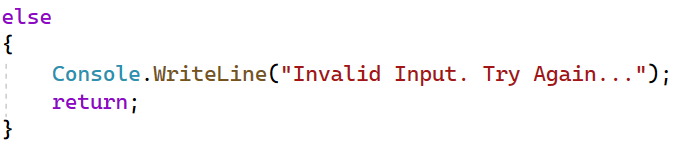 else
{
    Console.WriteLine("Invalid Input. Try Again...");
    return;
}